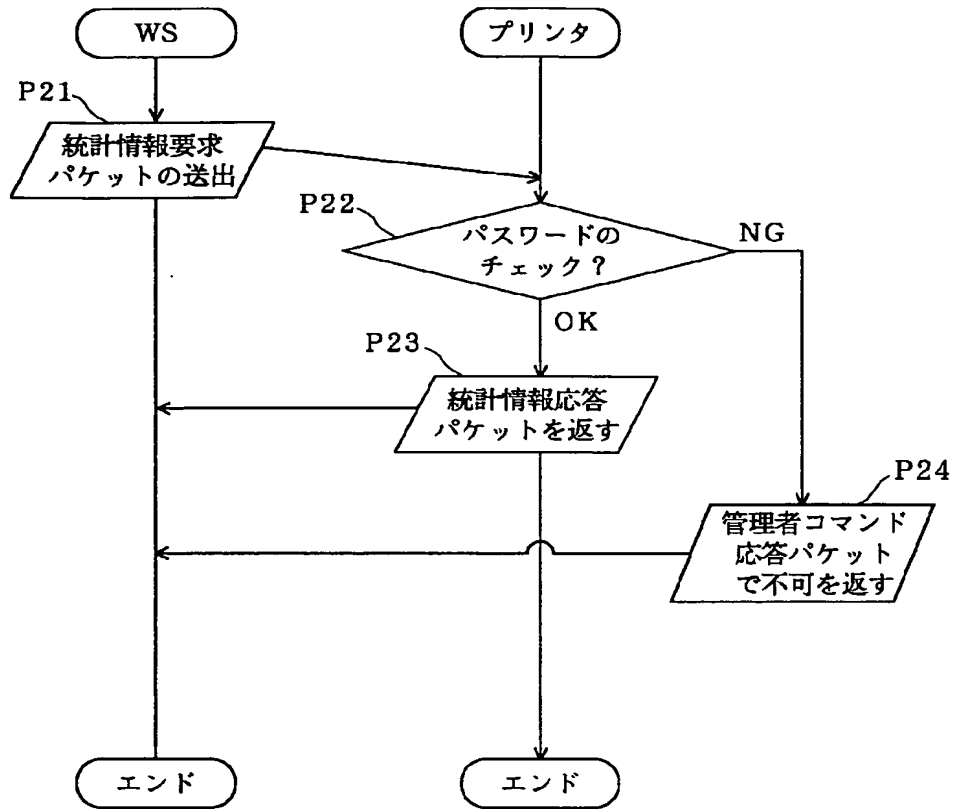 WS
プリンタ
P21
統計情報要求
パケットの送出
P22
パスワードの
チェック？
NG
OK
P23
統計情報応答
パケットを返す
P24
管理者コマンド
応答パケット
で不可を返す
エンド
エンド